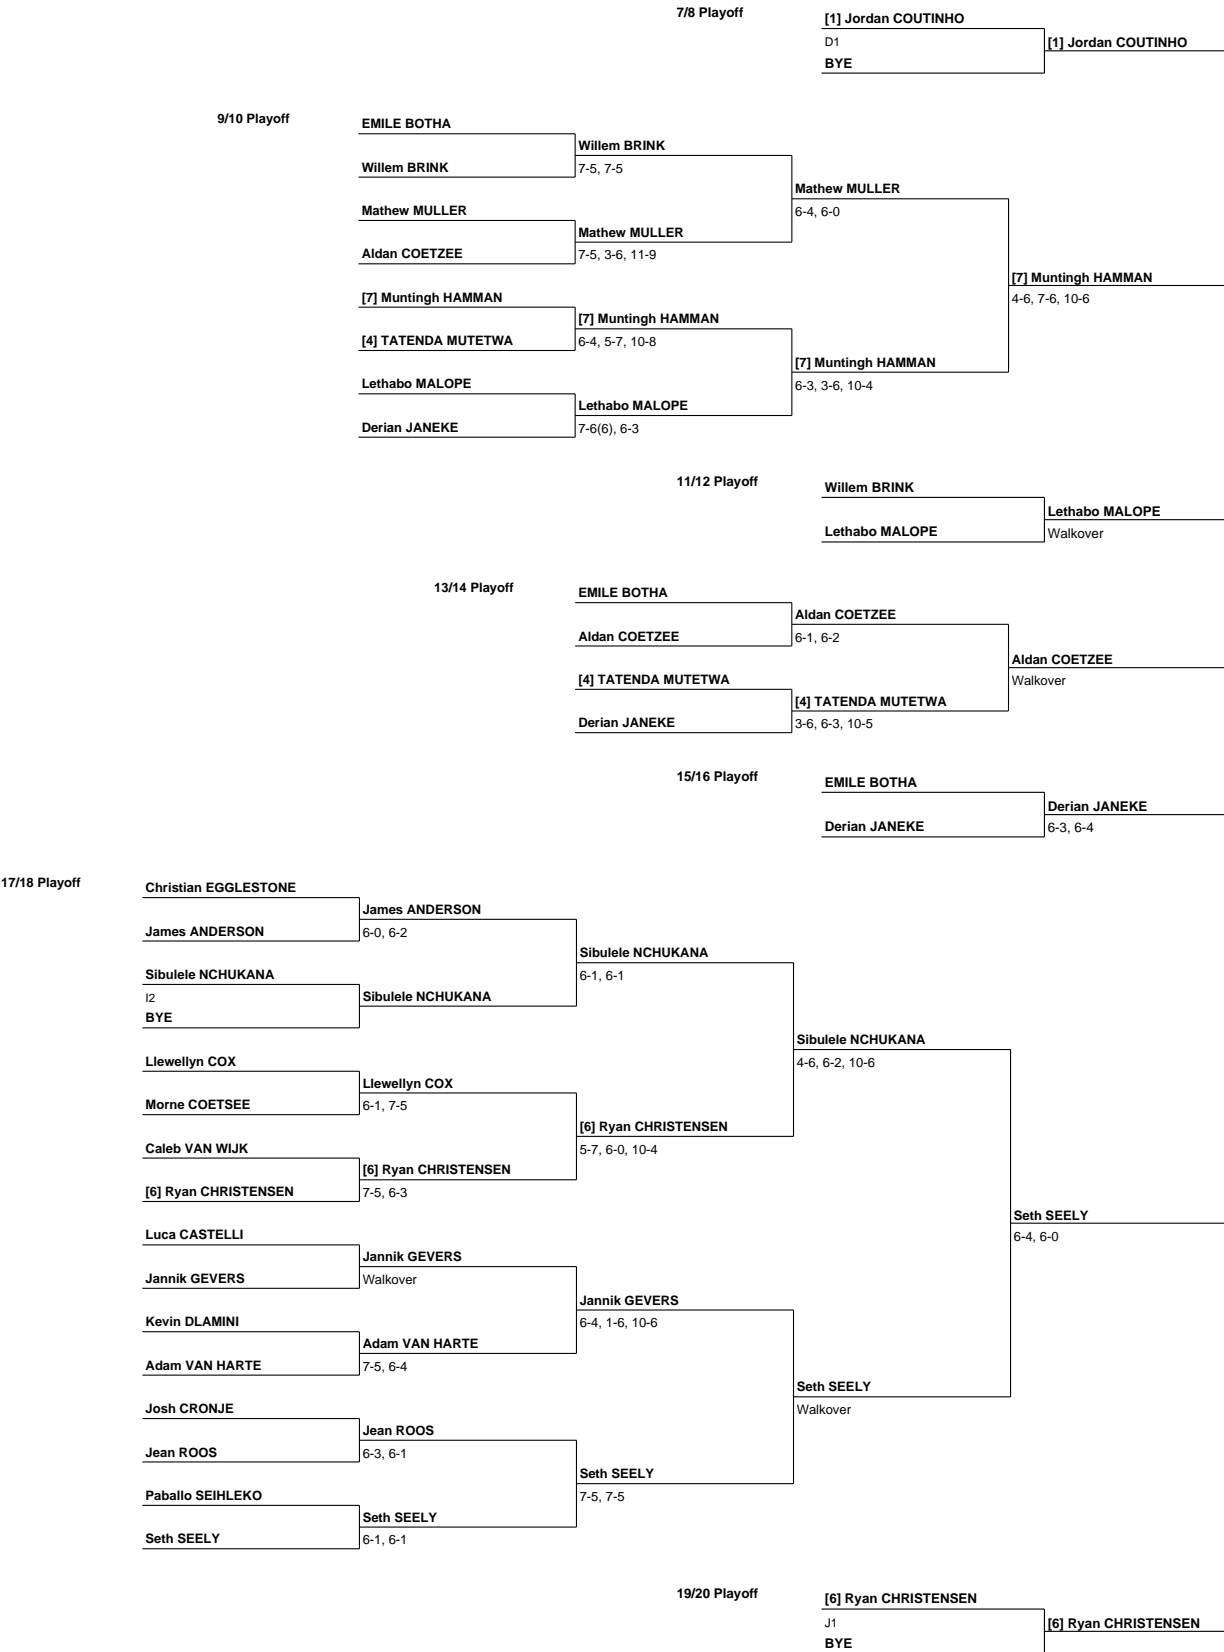 7/8 Playoff
[1] Jordan COUTINHO
D1
[1] Jordan COUTINHO
BYE
9/10 Playoff
EMILE BOTHA
Willem BRINK
Willem BRINK
7-5, 7-5
Mathew MULLER
Mathew MULLER
6-4, 6-0
Mathew MULLER
Aldan COETZEE
7-5, 3-6, 11-9
[7] Muntingh HAMMAN
[7] Muntingh HAMMAN
4-6, 7-6, 10-6
[7] Muntingh HAMMAN
[4] TATENDA MUTETWA
6-4, 5-7, 10-8
[7] Muntingh HAMMAN
Lethabo MALOPE
6-3, 3-6, 10-4
Lethabo MALOPE
Derian JANEKE
7-6(6), 6-3
11/12 Playoff
Willem BRINK
Lethabo MALOPE
Lethabo MALOPE
Walkover
13/14 Playoff
EMILE BOTHA
Aldan COETZEE
Aldan COETZEE
6-1, 6-2
Aldan COETZEE
[4] TATENDA MUTETWA
Walkover
[4] TATENDA MUTETWA
Derian JANEKE
3-6, 6-3, 10-5
15/16 Playoff
EMILE BOTHA
Derian JANEKE
Derian JANEKE
6-3, 6-4
17/18 Playoff
Christian EGGLESTONE
James ANDERSON
James ANDERSON
6-0, 6-2
Sibulele NCHUKANA
Sibulele NCHUKANA
6-1, 6-1
I2
Sibulele NCHUKANA
BYE
Sibulele NCHUKANA
Llewellyn COX
4-6, 6-2, 10-6
Llewellyn COX
Morne COETSEE
6-1, 7-5
[6] Ryan CHRISTENSEN
Caleb VAN WIJK
5-7, 6-0, 10-4
[6] Ryan CHRISTENSEN
[6] Ryan CHRISTENSEN
7-5, 6-3
Seth SEELY
Luca CASTELLI
6-4, 6-0
Jannik GEVERS
Jannik GEVERS
Walkover
Jannik GEVERS
Kevin DLAMINI
6-4, 1-6, 10-6
Adam VAN HARTE
Adam VAN HARTE
7-5, 6-4
Seth SEELY
Josh CRONJE
Walkover
Jean ROOS
Jean ROOS
6-3, 6-1
Seth SEELY
Paballo SEIHLEKO
7-5, 7-5
Seth SEELY
Seth SEELY
6-1, 6-1
19/20 Playoff
[6] Ryan CHRISTENSEN
J1
[6] Ryan CHRISTENSEN
BYE